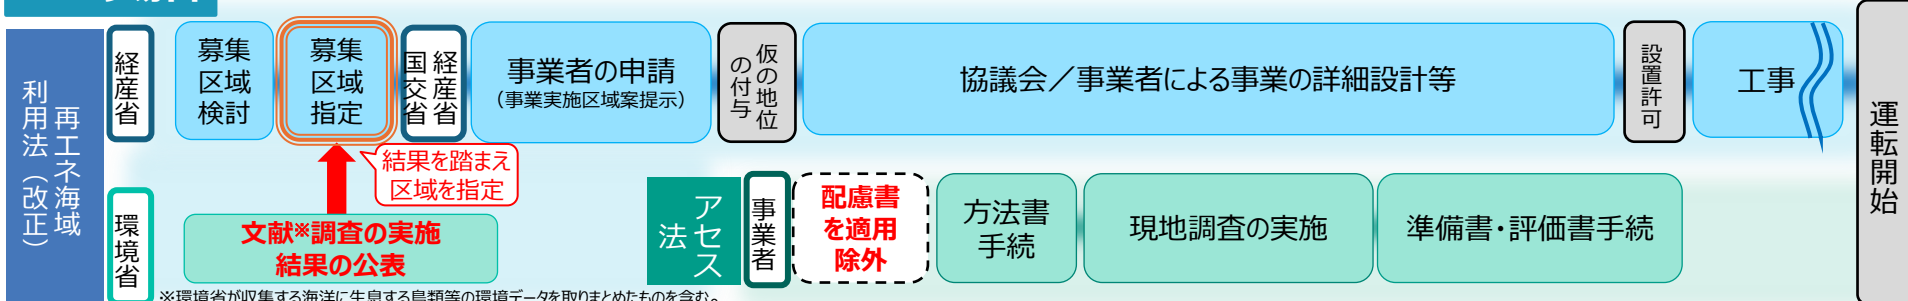 再エネ海域
利用法（改正）
経産省
募集
区域
検討
募集
区域
指定
経産省
国交省
事業者の申請
（事業実施区域案提示）
仮の地位
の付与
協議会／事業者による事業の詳細設計等
設置許可
工事
運転開始
結果を踏まえ
区域を指定
環境省
文献※調査の実施
結果の公表
アセス
法
事業者
配慮書
を適用
除外
方法書
手続
現地調査の実施
準備書・評価書手続
※環境省が収集する海洋に生息する鳥類等の環境データを取りまとめたものを含む。